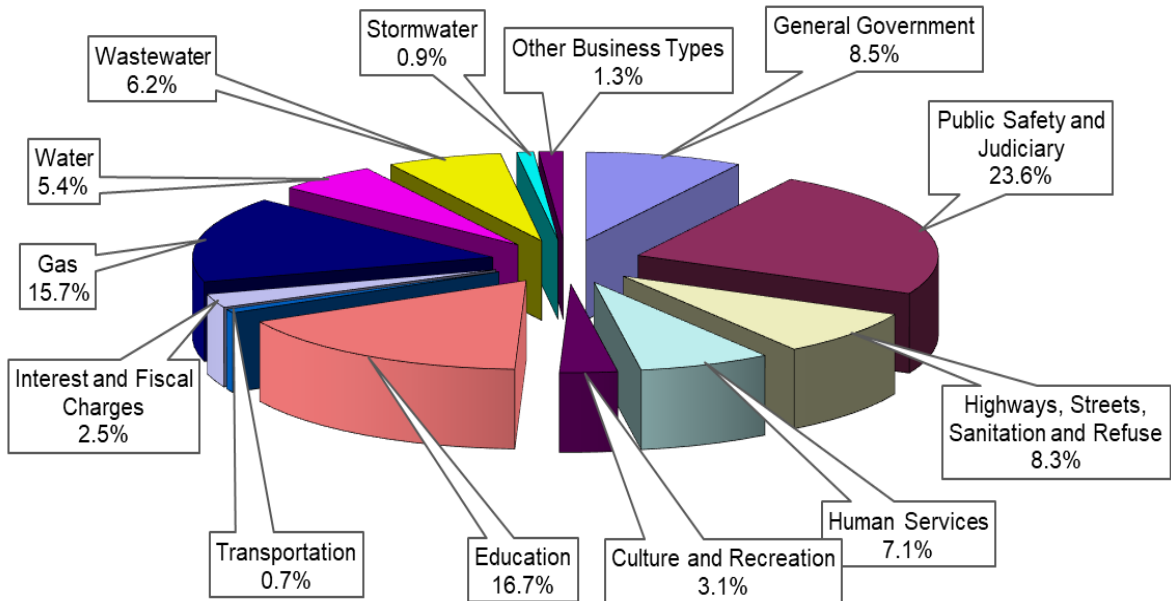 Stormwater
0.9%
Other Business Types
1.3%
General Government
8.5%
Wastewater
6.2%
Public Safety and
Judiciary
23.6%
Water
5.4%
Gas
15.7%
Interest and Fiscal
Charges
2.5%
Highways, Streets,
Sanitation and Refuse
8.3%
Transportation
0.7%
Education
16.7%
Culture and Recreation
3.1%
Human Services
7.1%